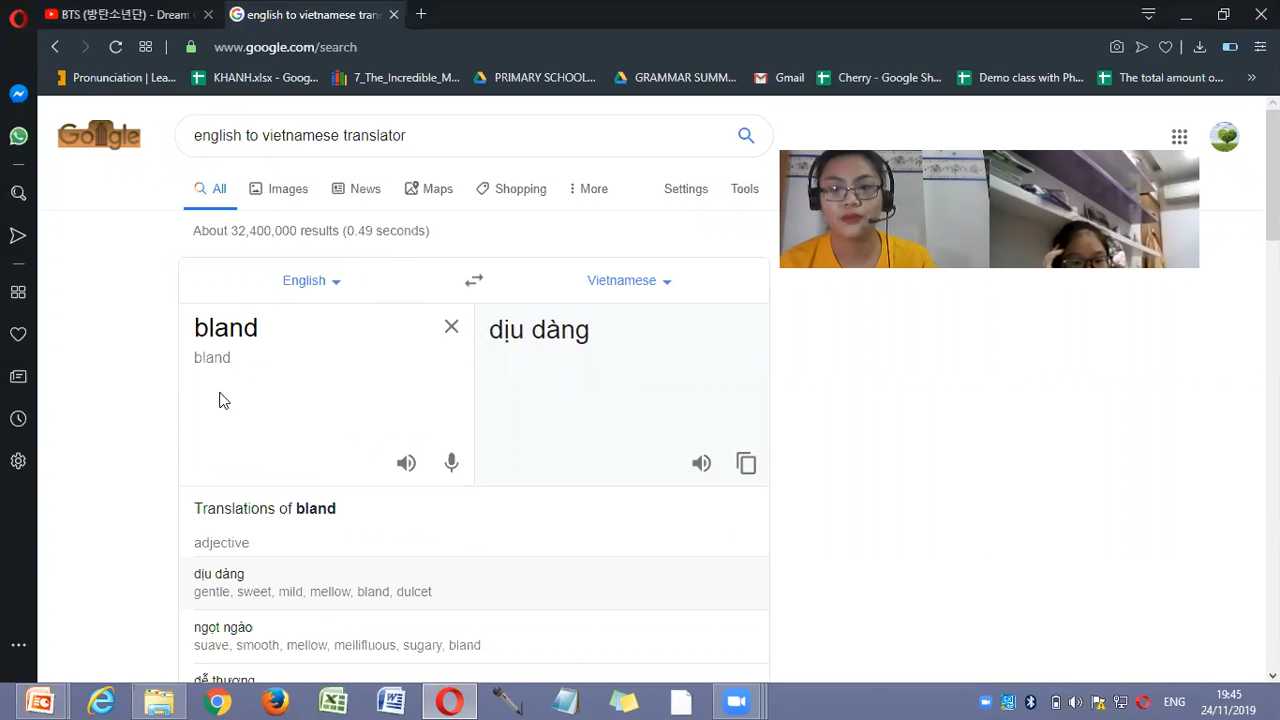 BTS (방탄소년단) - Dream
english to vietnamese tran
www.google.com/search
Pronunciation | Lea...
KHANH.xlsx - Goog...
7_The_Incredible_M...
PRIMARY SCHOOL...
GRAMMAR SUMM...
Gmail
Cherry - Google Sh...
Demo class with Ph...
The total amount o...
Google
english to vietnamese translator
All
Images
News
Maps
Shopping
More
Settings
Tools
About 32,400,000 results (0.49 seconds)
English
Vietnamese
bland
dịu dàng
bland
Translations of bland
adjective
dịu dàng
gentle, sweet, mild, mellow, bland, dulcet
ngọt ngào
suave, smooth, mellow, mellifluous, sugary, bland
dễ thương
ENG
19:45
24/11/2019